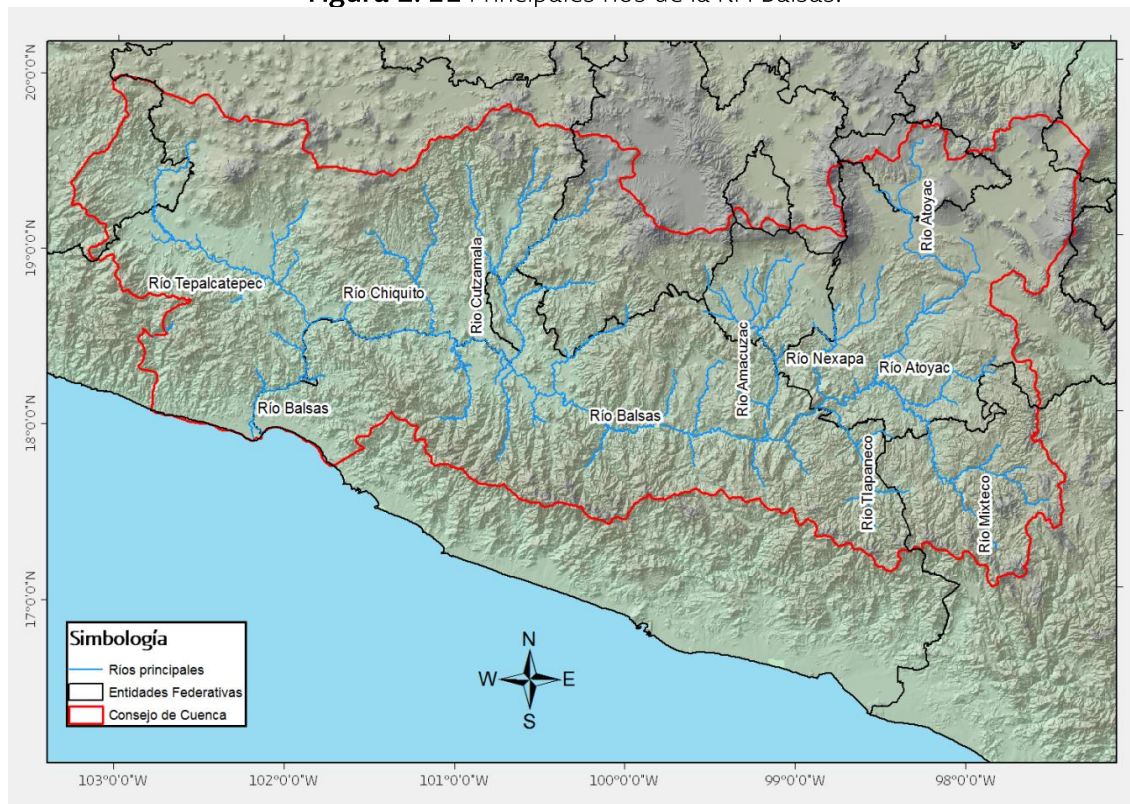 Figura Principales ríos de la RH Balsas.
20°0'0"N
19°0'0"N
18°0'0"N
17°0'0"N
Río Tepalcatepec
Río Chiquito
Río Cutzamala
Río Balsas
Río Balsas
Río Amacuzac
Río Nexapa
Río Atoyac
Río Atoyac
Río Tlapaneco
Río Mixteco
Simbología
Rios principales
Entidades Federativas
Consejo de Cuenca
N
W
E
S
103°0'0"W
102°0'0"W
101°0'0"W
100°0'0"W
99°0'0"W
98°0'0"W